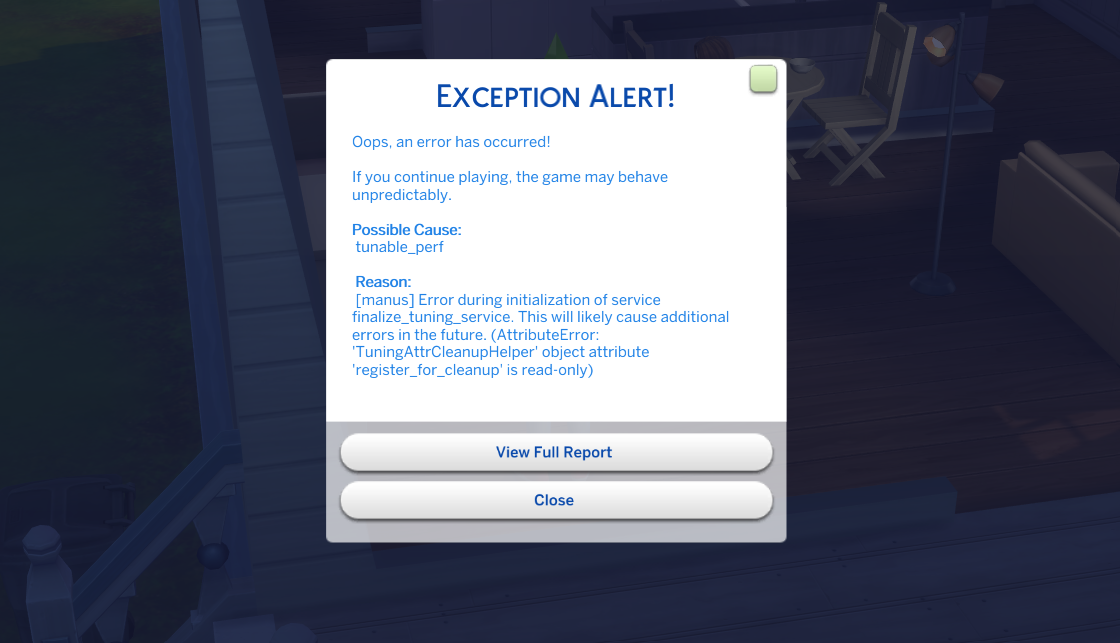 EXCEPTION ALERT!
Oops, an error has occurred!
If you continue playing, the game may behave
unpredictably.
Possible Cause:
tunable_perf
Reason:
[manus] Error during initialization of service
finalize_tuning_service. This will likely cause additional
errors in the future. (AttributeError:
'TuningAttrCleanupHelper' object attribute
'register_for_cleanup' is read-only)
View Full Report
Close